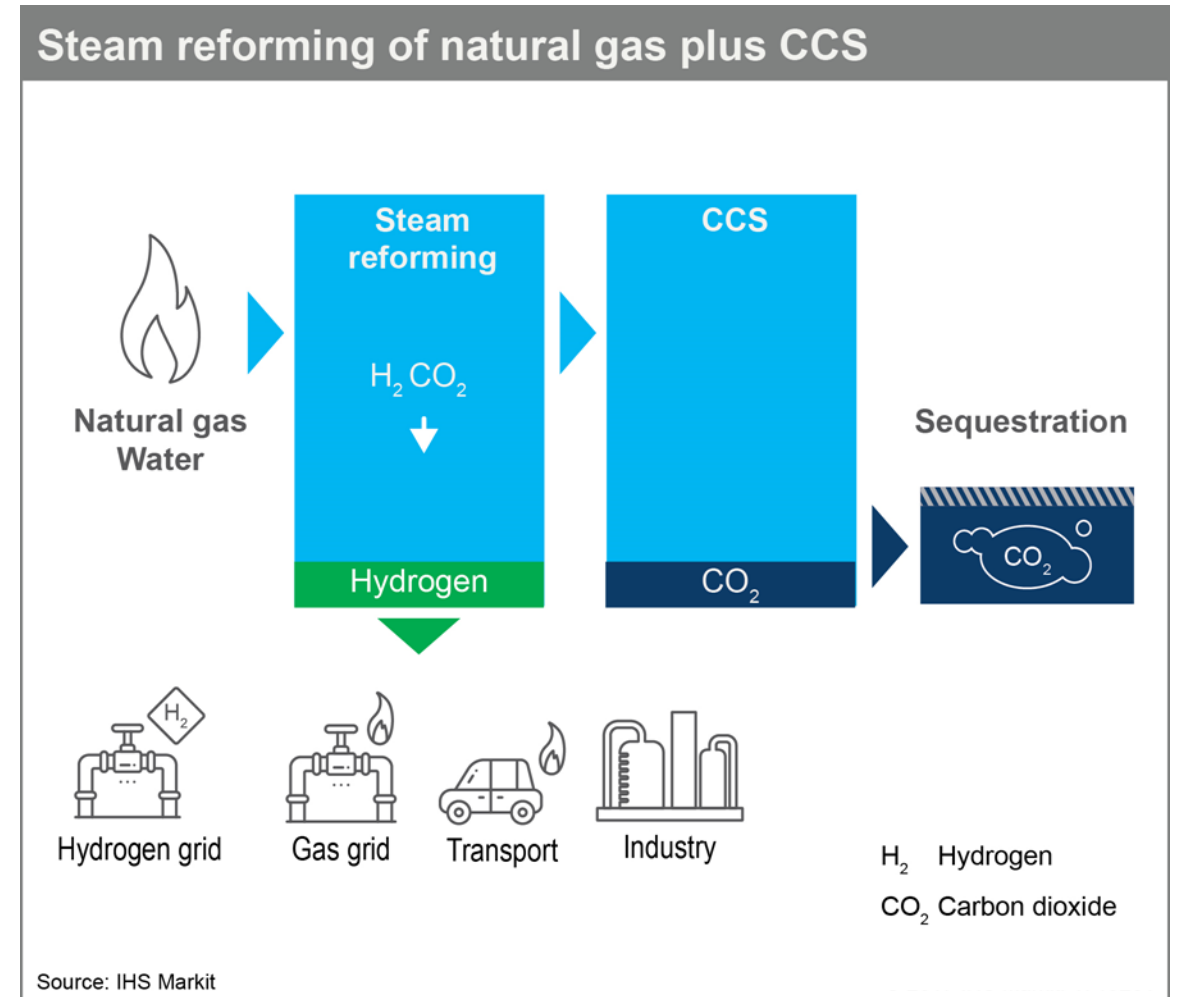 Steam reforming of natural gas plus CCS
Steam
reforming
CCS
H₂ CO₂
Natural gas
Water
Sequestration
Hydrogen
CO₂
CO₂
H₂
Hydrogen grid
Gas grid
Transport
Industry
H₂ Hydrogen
CO₂ Carbon dioxide
Source: IHS Markit